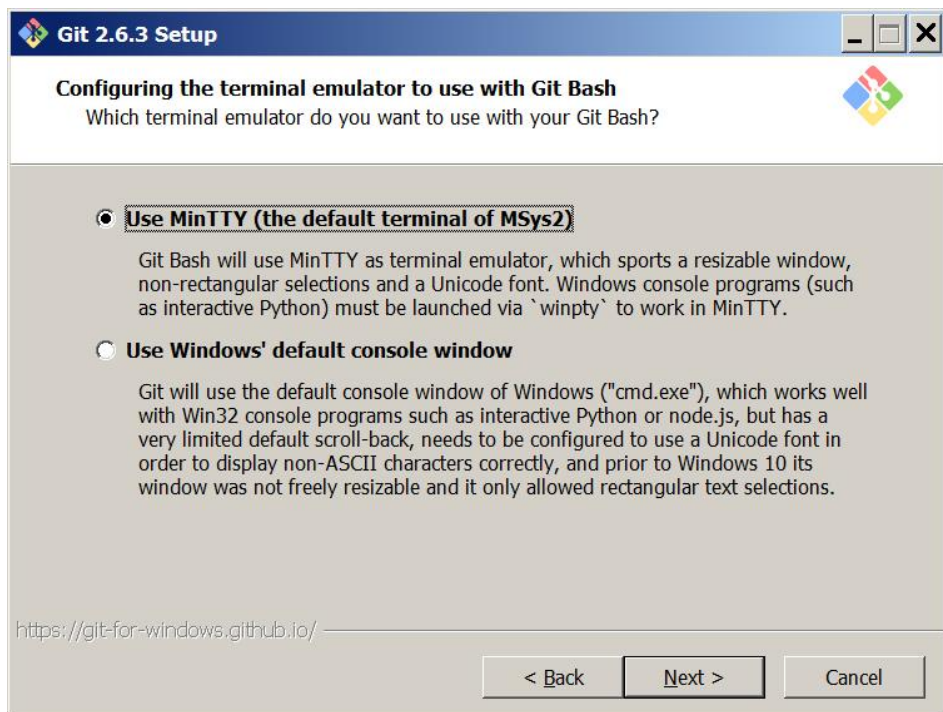 Git 2.6.3 Setup
Configuring the terminal emulator to use with Git Bash
Which terminal emulator do you want to use with your Git Bash?
Use MinTTY (the default terminal of MSys2)
Git Bash will use MinTTY as terminal emulator, which sports a resizable window,
non-rectangular selections and a Unicode font. Windows console programs (such
as interactive Python) must be launched via `winpty` to work in MinTTY.
Use Windows' default console window
Git will use the default console window of Windows ("cmd.exe"), which works well
with Win32 console programs such as interactive Python or node.js, but has a
very limited default scroll-back, needs to be configured to use a Unicode font in
order to display non-ASCII characters correctly, and prior to Windows 10 its
window was not freely resizable and it only allowed rectangular text selections.
https://git-for-windows.github.io/
< Back Next > Cancel